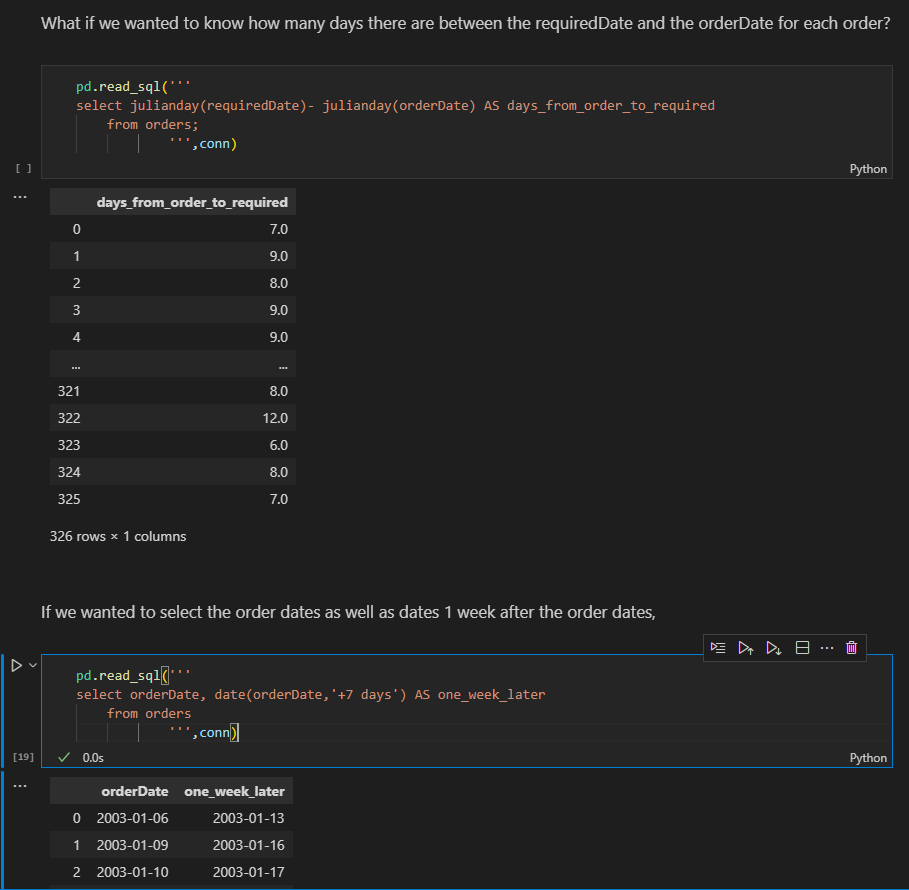 What if we wanted to know how many days there are between the requiredDate and the orderDate for each order?
pd.read_sql('''
select julianday(requiredDate)- julianday(orderDate) AS days_from_order_to_required
from orders;
''',conn)
[ ]
Python
...
days_from_order_to_required
0 7.0
1 9.0
2 8.0
3 9.0
4 9.0
... ...
321 8.0
322 12.0
323 6.0
324 8.0
325 7.0
326 rows × 1 columns
If we wanted to select the order dates as well as dates 1 week after the order dates,
pd.read_sql('''
select orderDate, date(orderDate,'+7 days') AS one_week_later
from orders
''',conn)
[19] 0.0s Python
...
orderDate one_week_later
0 2003-01-06 2003-01-13
1 2003-01-09 2003-01-16
2 2003-01-10 2003-01-17